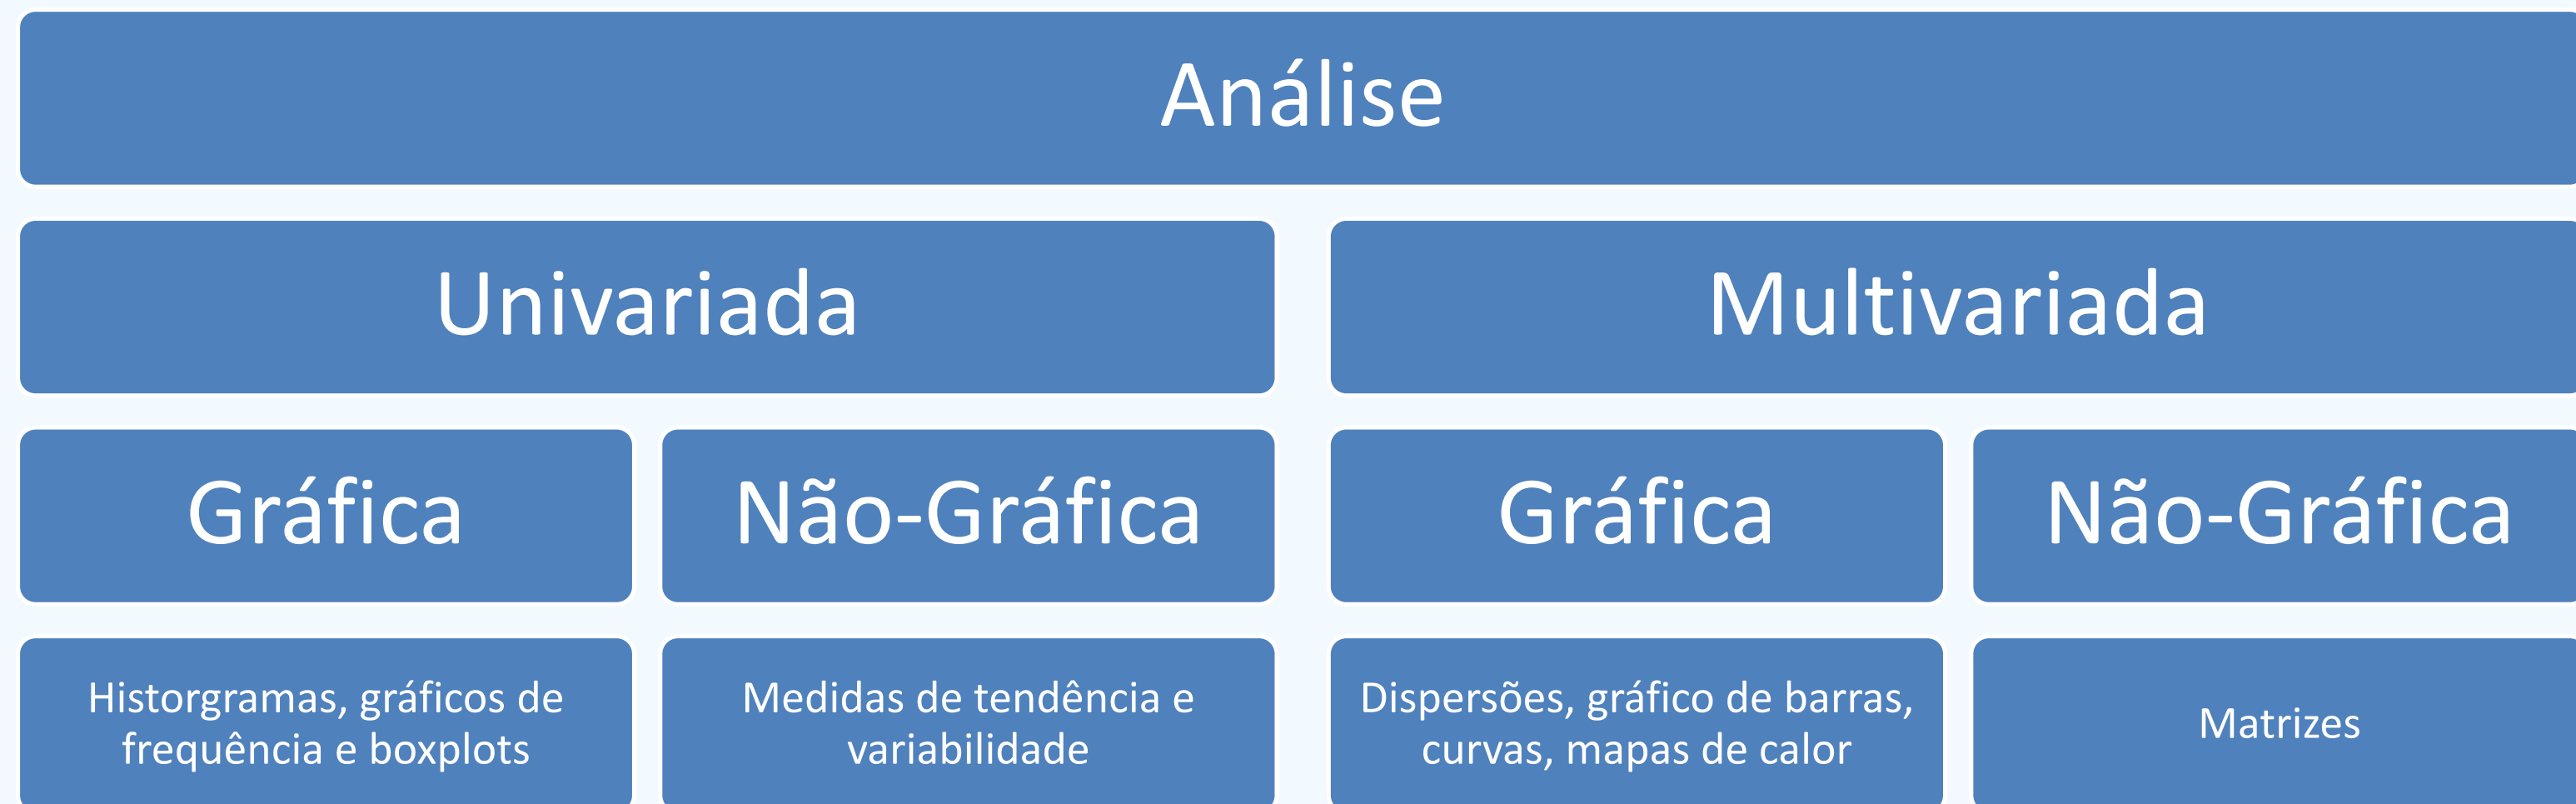 Análise
Univariada
Multivariada
Gráfica
Não-Gráfica
Gráfica
Não-Gráfica
Historgramas, gráficos de
frequência e boxplots
Medidas de tendência e
variabilidade
Dispersões, gráfico de barras,
curvas, mapas de calor
Matrizes